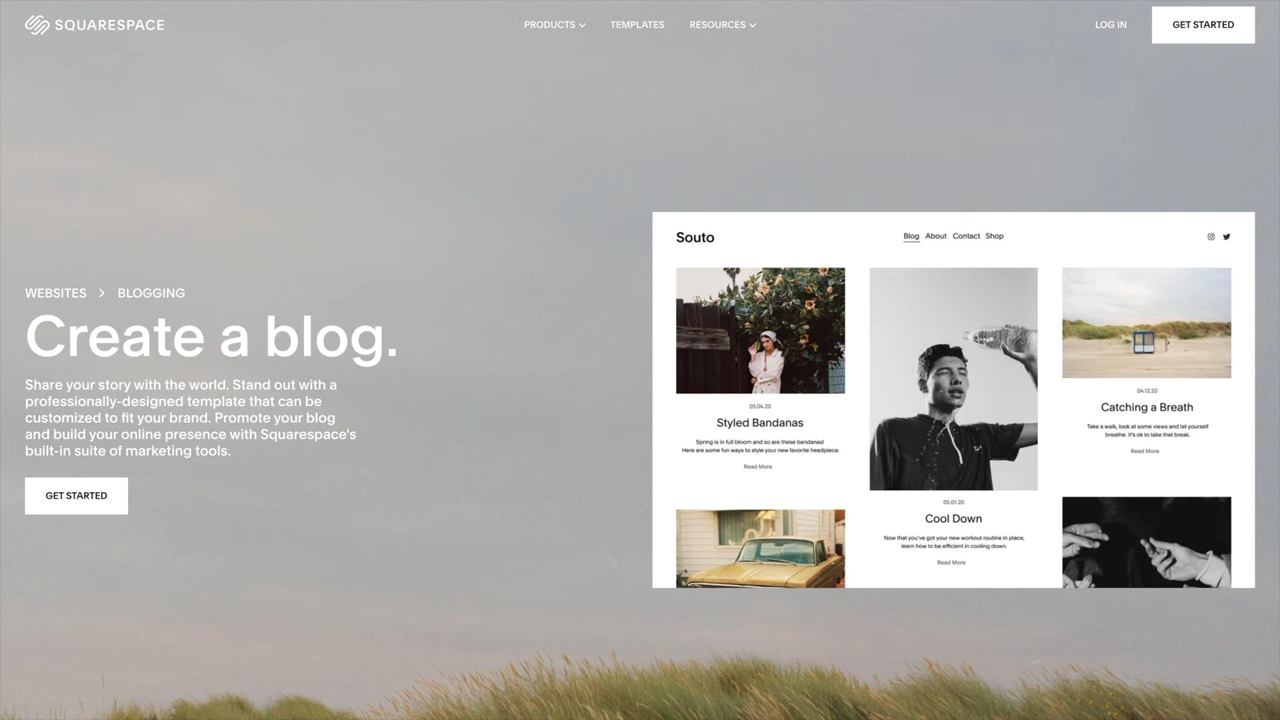 SQUARESPACE
PRODUCTS
TEMPLATES
RESOURCES
LOG IN
GET STARTED
WEBSITES > BLOGGING
Create a blog.
Share your story with the world. Stand out with a
professionally-designed template that can be
customized to fit your brand. Promote your blog
and build your online presence with Squarespace's
built-in suite of marketing tools.
GET STARTED
Souto
Blog About Contact Shop
05.04.20
Styled Bandanas
Spring is in full bloom and so are these bandanas!
Here are some fun ways to style your new favorite headpiece.
Read More
05.01.20
Cool Down
Now that you've got your new workout routine in place,
learn how to be efficient in cooling down.
Read More
04.13.20
Catching a Breath
Take a walk, look at some views and let yourself
breathe. It's ok to take that break.
Read More